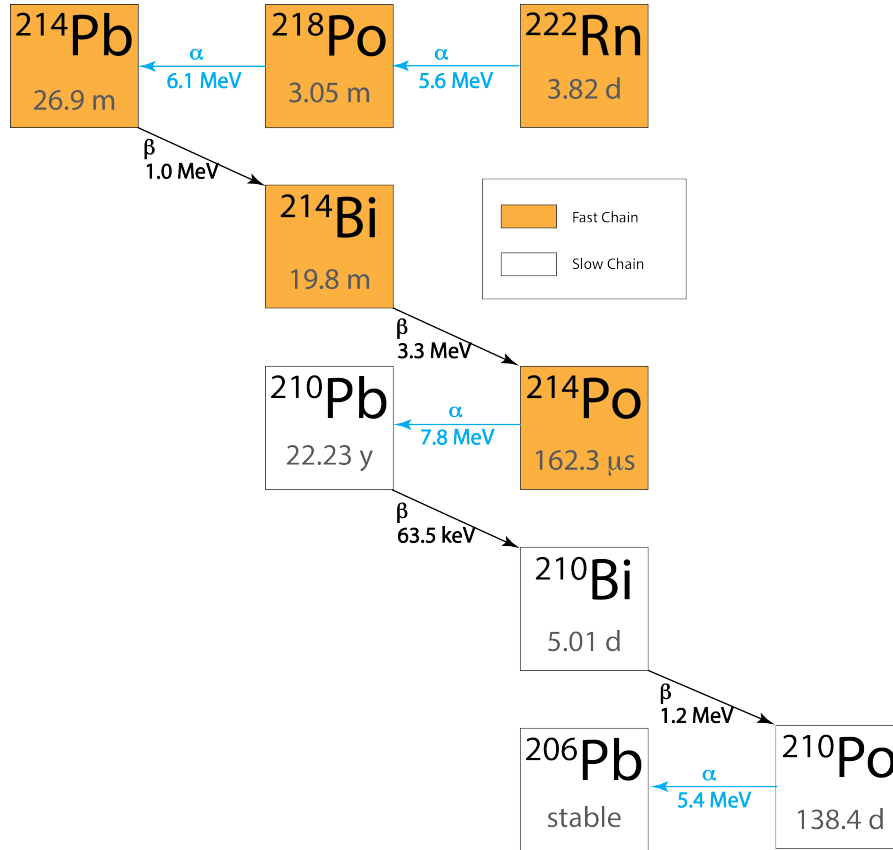 ²¹⁴Pb
26.9 m
α
6.1 MeV
²¹⁸Po
3.05 m
α
5.6 MeV
²²²Rn
3.82 d
β
1.0 MeV
²¹⁴Bi
19.8 m
Fast Chain
Slow Chain
β
3.3 MeV
²¹⁰Pb
22.23 y
α
7.8 MeV
²¹⁴Po
162.3 µs
β
63.5 keV
²¹⁰Bi
5.01 d
β
1.2 MeV
²⁰⁶Pb
stable
α
5.4 MeV
²¹⁰Po
138.4 d